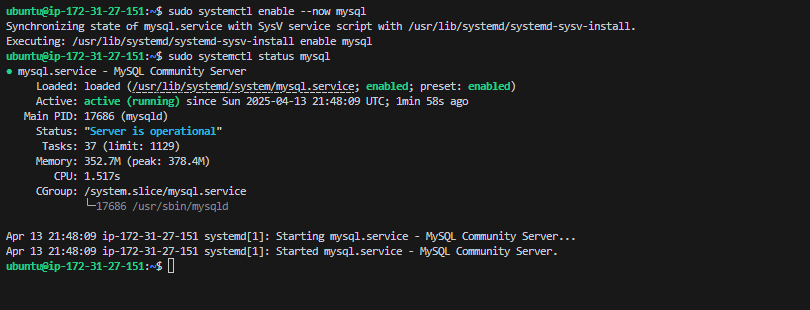 ubuntu@ip-172-31-27-151:~$ sudo systemctl enable --now mysql
Synchronizing state of mysql.service with SysV service script with /usr/lib/systemd/systemd-sysv-install.
Executing: /usr/lib/systemd/systemd-sysv-install enable mysql
ubuntu@ip-172-31-27-151:~$ sudo systemctl status mysql
● mysql.service - MySQL Community Server
     Loaded: loaded (/usr/lib/systemd/system/mysql.service; enabled; preset: enabled)
     Active: active (running) since Sun 2025-04-13 21:48:09 UTC; 1min 58s ago
   Main PID: 17686 (mysqld)
     Status: "Server is operational"
      Tasks: 37 (limit: 1129)
     Memory: 352.7M (peak: 378.4M)
        CPU: 1.517s
     CGroup: /system.slice/mysql.service
             └─17686 /usr/sbin/mysqld

Apr 13 21:48:09 ip-172-31-27-151 systemd[1]: Starting mysql.service - MySQL Community Server...
Apr 13 21:48:09 ip-172-31-27-151 systemd[1]: Started mysql.service - MySQL Community Server.
ubuntu@ip-172-31-27-151:~$